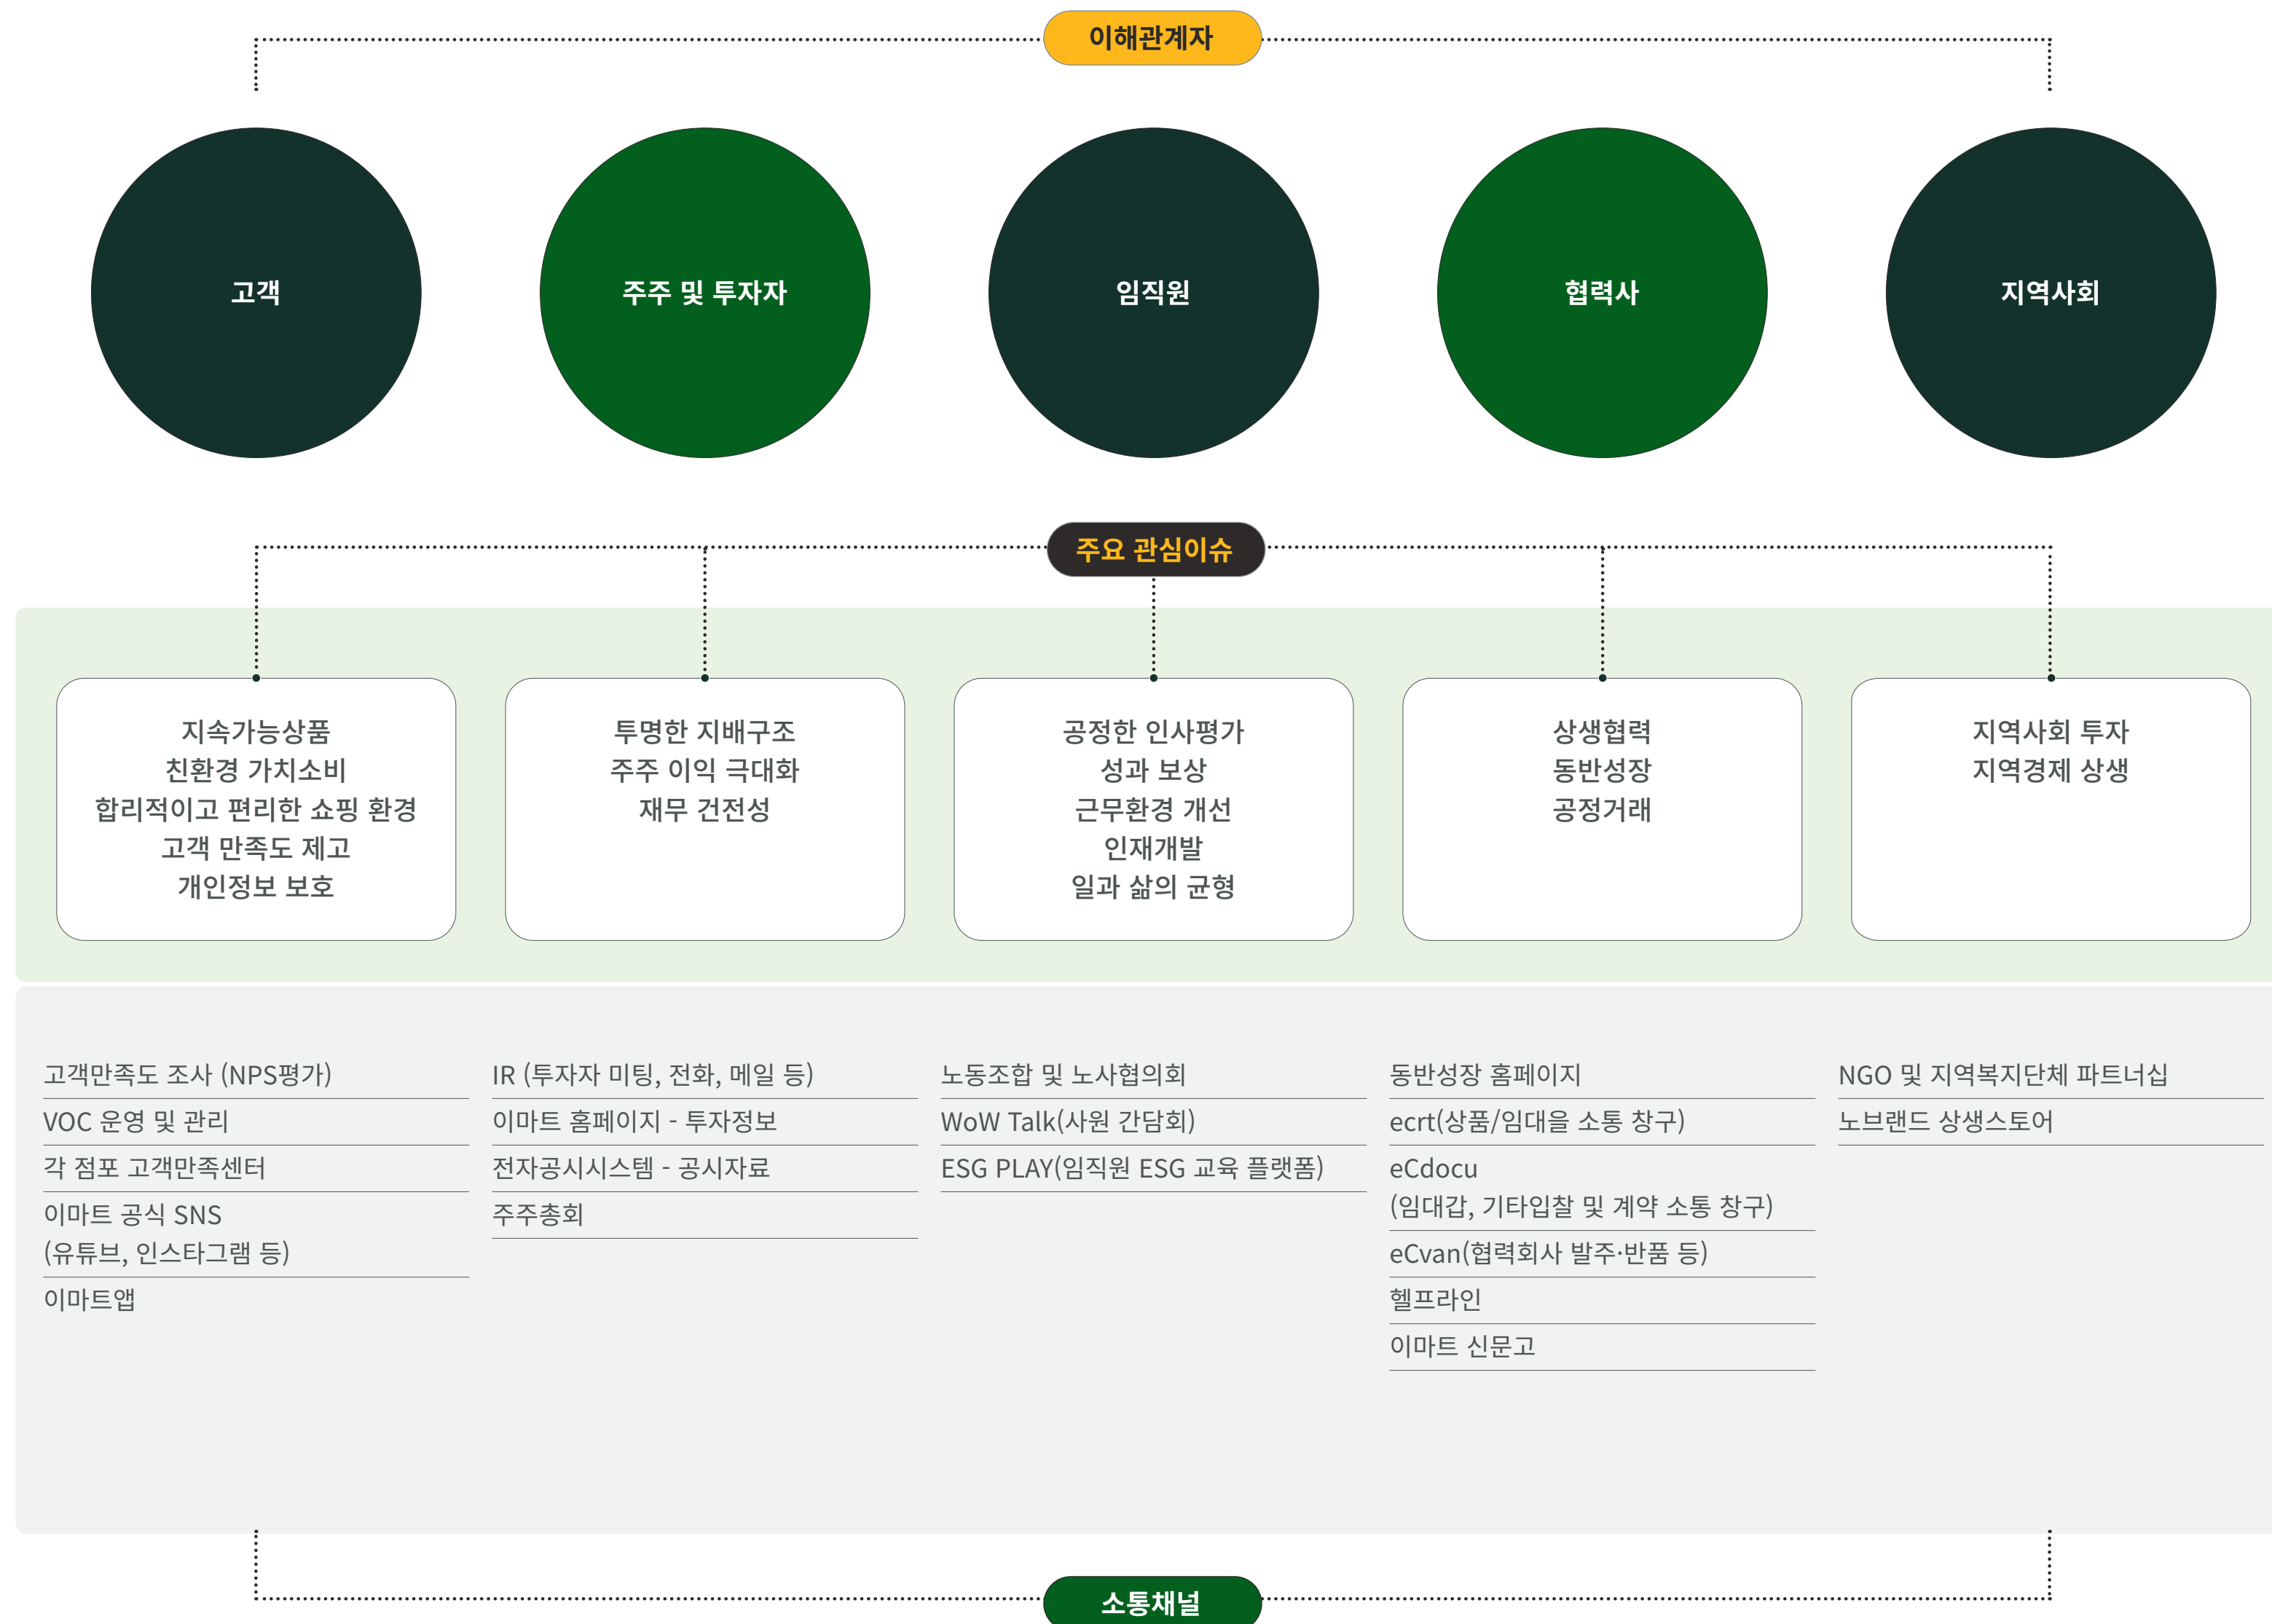 이해관계자
고객
주주 및 투자자
임직원
협력사
지역사회
주요 관심이슈
지속가능상품
친환경 가치소비
합리적이고 편리한 쇼핑 환경
고객 만족도 제고
개인정보 보호
투명한 지배구조
주주 이익 극대화
재무 건전성
공정한 인사평가
성과 보상
근무환경 개선
인재개발
일과 삶의 균형
상생협력
동반성장
공정거래
지역사회 투자
지역경제 상생
고객만족도 조사 (NPS평가)
VOC 운영 및 관리
각 점포 고객만족센터
이마트 공식 SNS
(유튜브, 인스타그램 등)
이마트앱
IR (투자자 미팅, 전화, 메일 등)
이마트 홈페이지 - 투자정보
전자공시시스템 - 공시자료
주주총회
노동조합 및 노사협의회
WoW Talk(사원 간담회)
ESG PLAY(임직원 ESG 교육 플랫폼)
동반성장 홈페이지
ecrt(상품/임대을 소통 창구)
eCdocu
(임대갑, 기타입찰 및 계약 소통 창구)
eCvan(협력회사 발주·반품 등)
헬프라인
이마트 신문고
NGO 및 지역복지단체 파트너십
노브랜드 상생스토어
소통채널